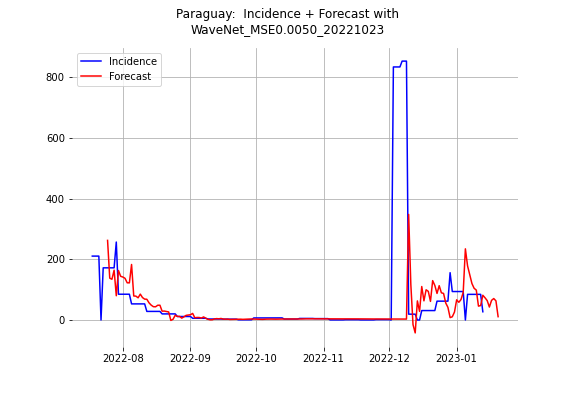 Paraguay:  Incidence + Forecast with
WaveNet_MSE0.0050_20221023
Incidence
Forecast
800
600
400
200
0
2022-08
2022-09
2022-10
2022-11
2022-12
2023-01